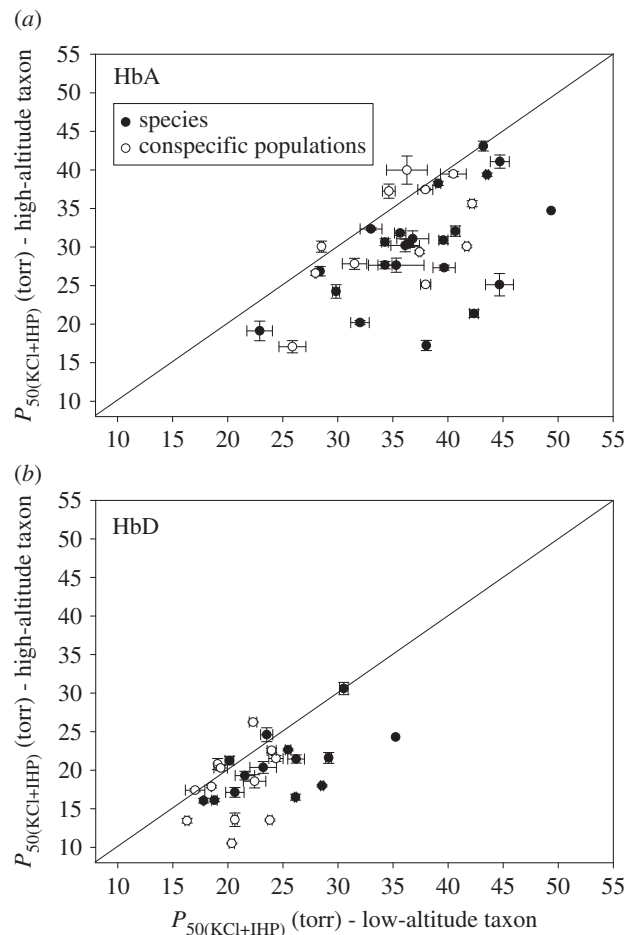 (a)
55
50
45
40
35
30
25
20
15
10
P50(KCl+IHP) (torr) - high-altitude taxon
HbA
species
conspecific populations
10 15 20 25 30 35 40 45 50 55
(b)
55
50
45
40
35
30
25
20
15
10
P50(KCl+IHP) (torr) - high-altitude taxon
HbD
10 15 20 25 30 35 40 45 50 55
P50(KCl+IHP) (torr) - low-altitude taxon